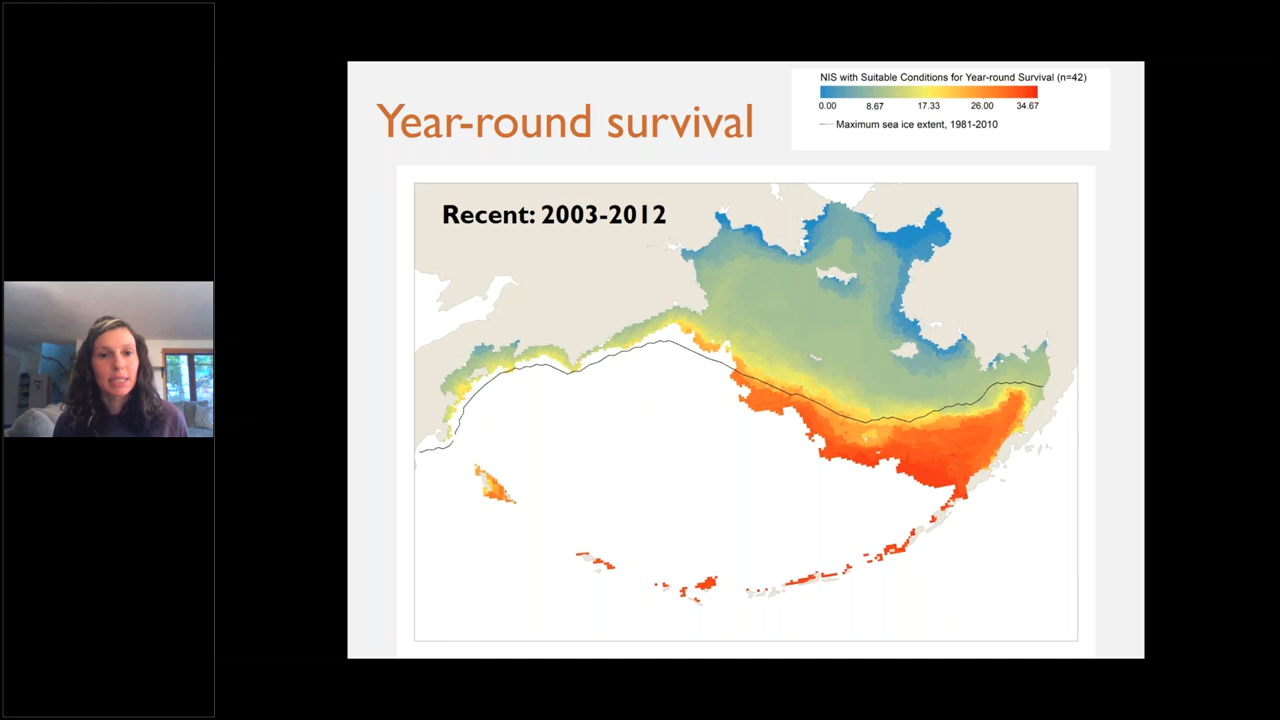 Year-round survival
NIS with Suitable Conditions for Year-round Survival (n=42)
0.00 8.67 17.33 26.00 34.67
Maximum sea ice extent, 1981-2010
Recent: 2003-2012